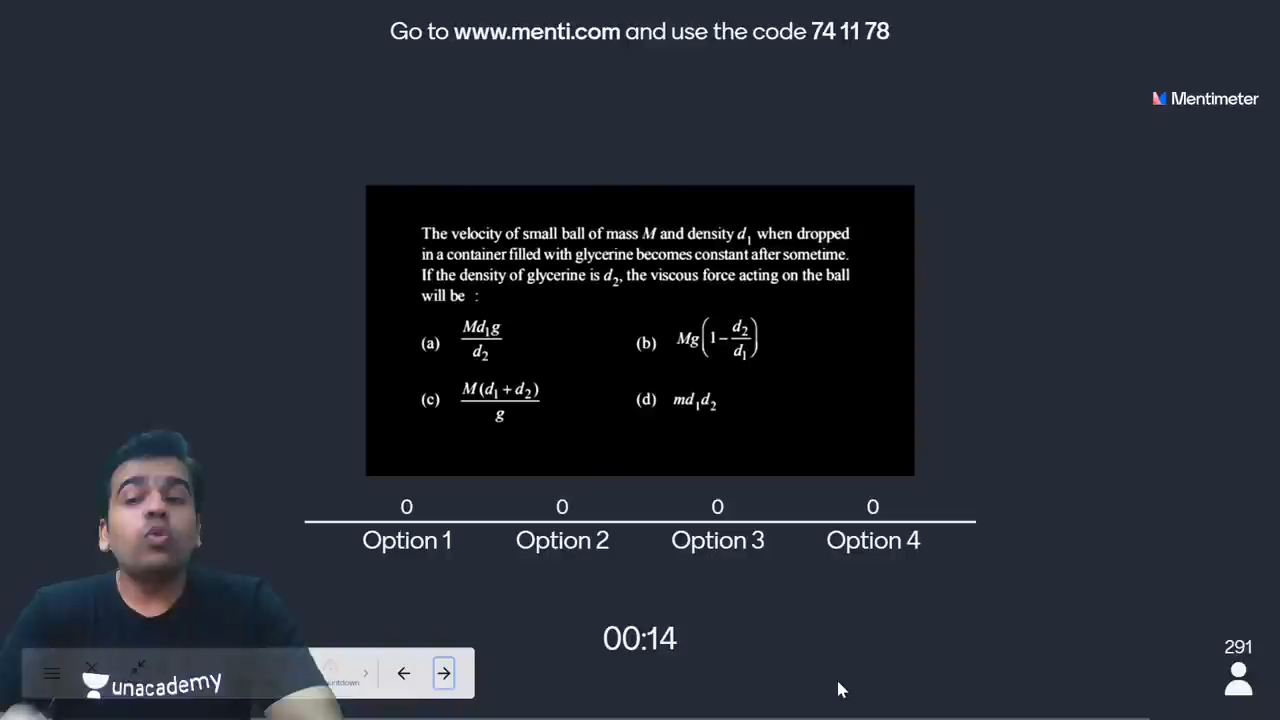 Go to www.menti.com and use the code 74 11 78
Mentimeter
The velocity of small ball of mass M and density d₁ when dropped
in a container filled with glycerine becomes constant after sometime.
If the density of glycerine is d₂, the viscous force acting on the ball
will be :
(a) Md₁g/d₂ (b) Mg(1−d₂/d₁)
(c) M(d₁+d₂)/g (d) md₁d₂
0 0 0 0
Option 1 Option 2 Option 3 Option 4
00:14
291
unacademy